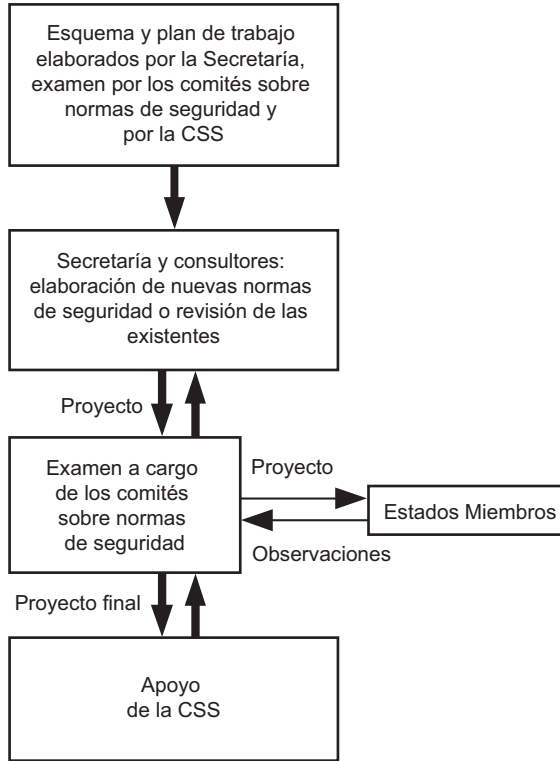 Esquema y plan de trabajo
elaborados por la Secretaría,
examen por los comités sobre
normas de seguridad y
por la CSS
Secretaría y consultores:
elaboración de nuevas normas
de seguridad o revisión de las
existentes
Proyecto
Examen a cargo
de los comités
sobre normas
de seguridad
Proyecto
Estados Miembros
Observaciones
Proyecto final
Apoyo
de la CSS